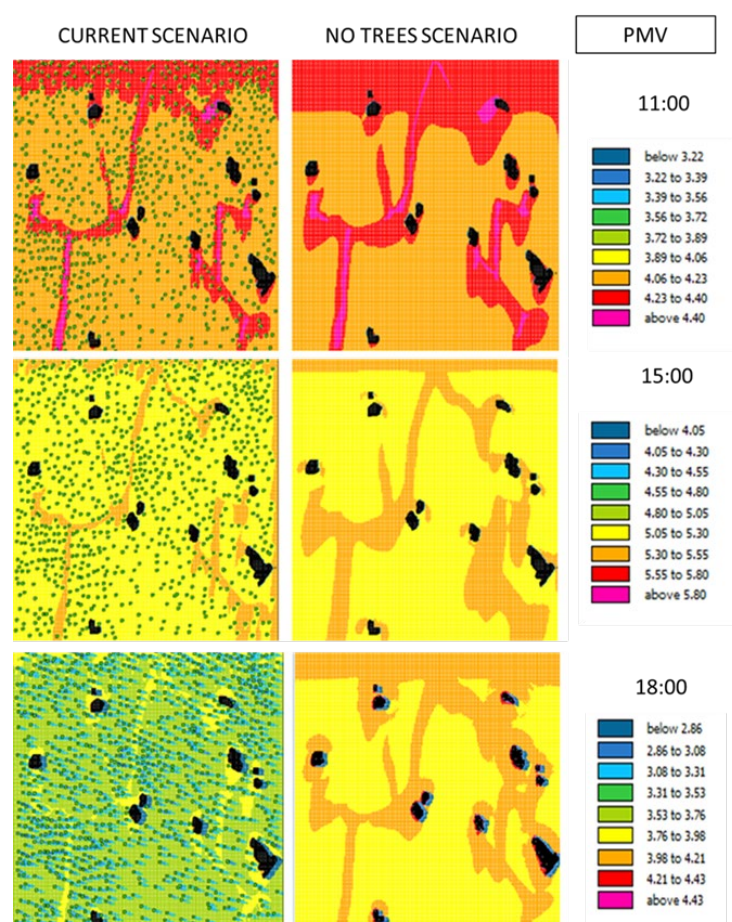 CURRENT SCENARIO
NO TREES SCENARIO
PMV
11:00
below 3.22
3.22 to 3.39
3.39 to 3.56
3.56 to 3.72
3.72 to 3.89
3.89 to 4.06
4.06 to 4.23
4.23 to 4.40
above 4.40
15:00
below 4.05
4.05 to 4.30
4.30 to 4.55
4.55 to 4.80
4.80 to 5.05
5.05 to 5.30
5.30 to 5.55
5.55 to 5.80
above 5.80
18:00
below 2.86
2.86 to 3.08
3.08 to 3.31
3.31 to 3.53
3.53 to 3.76
3.76 to 3.98
3.98 to 4.21
4.21 to 4.43
above 4.43